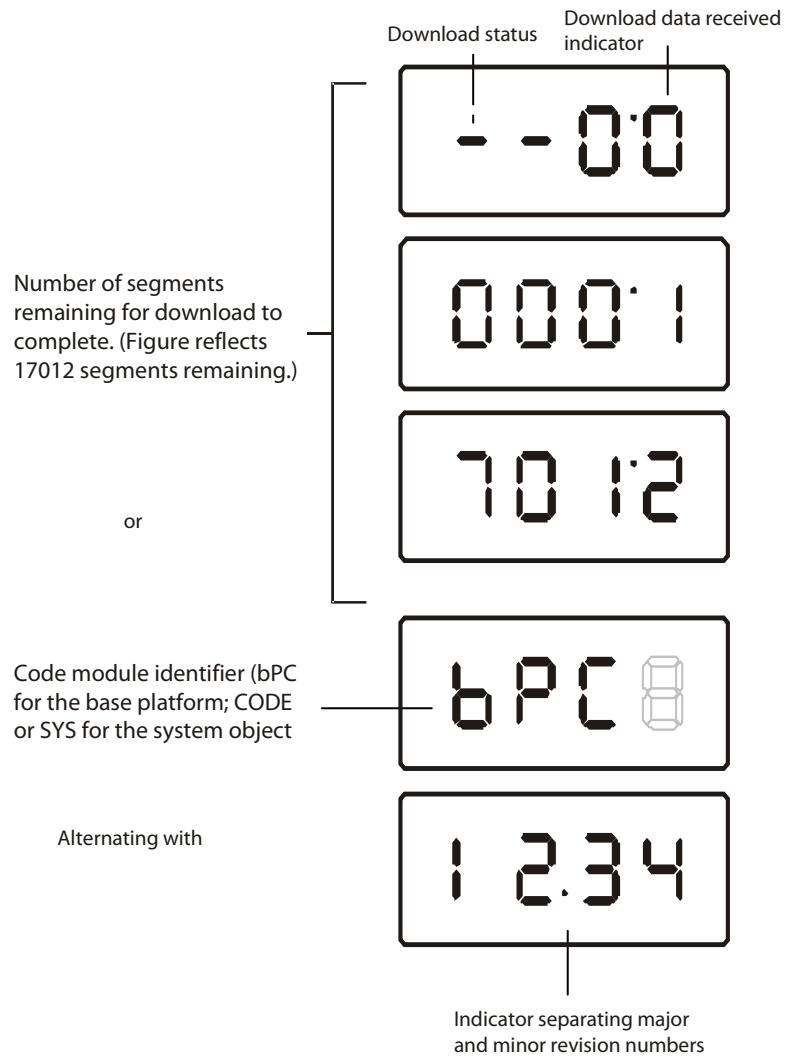 Download status
Download data received
indicator
--0'0
Number of segments
remaining for download to
complete. (Figure reflects
17012 segments remaining.)
000'1
701'2
or
Code module identifier (bPC
for the base platform; CODE
or SYS for the system object
bPC
Alternating with
12.34
Indicator separating major
and minor revision numbers